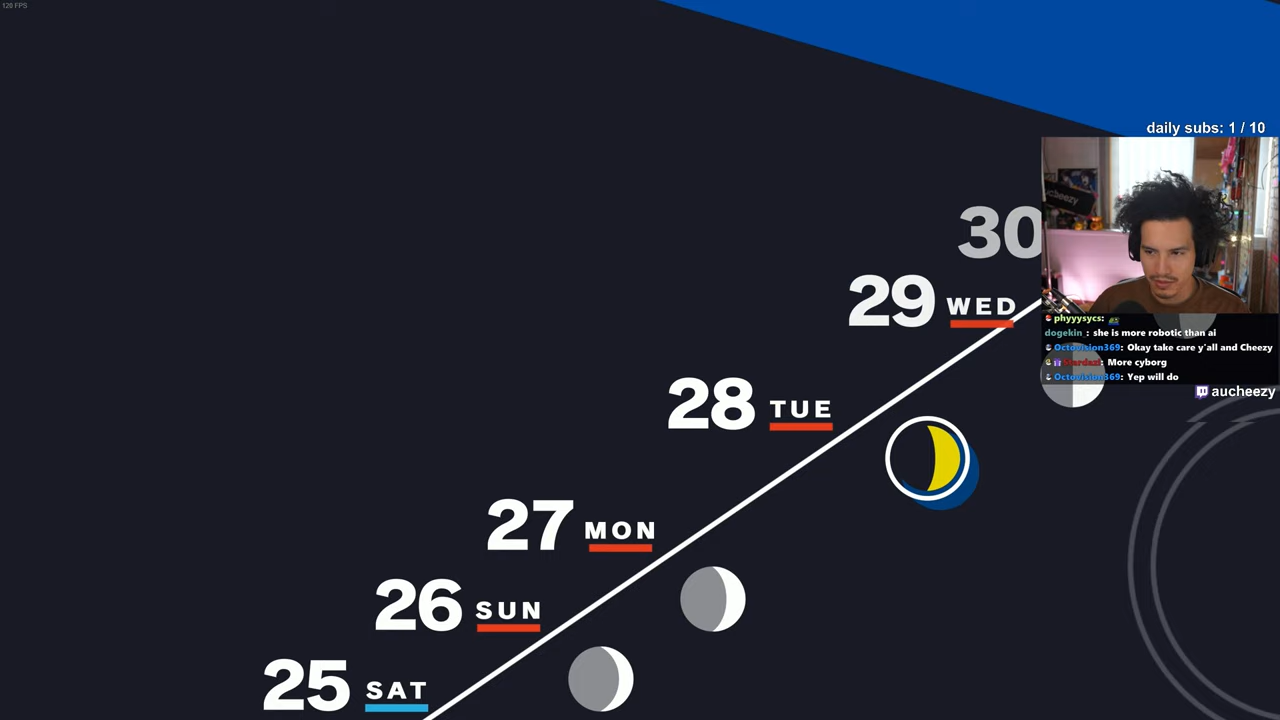 120 FPS
daily subs: 1 / 10
30
29 WED
28 TUE
27 MON
26 SUN
25 SAT
cheezy
phyyysycs:
dogekin : she is more robotic than ai
Octovision369: Okay take care y'all and Cheezy
More cyborg
Octovision369: Yep will do
aucheezy